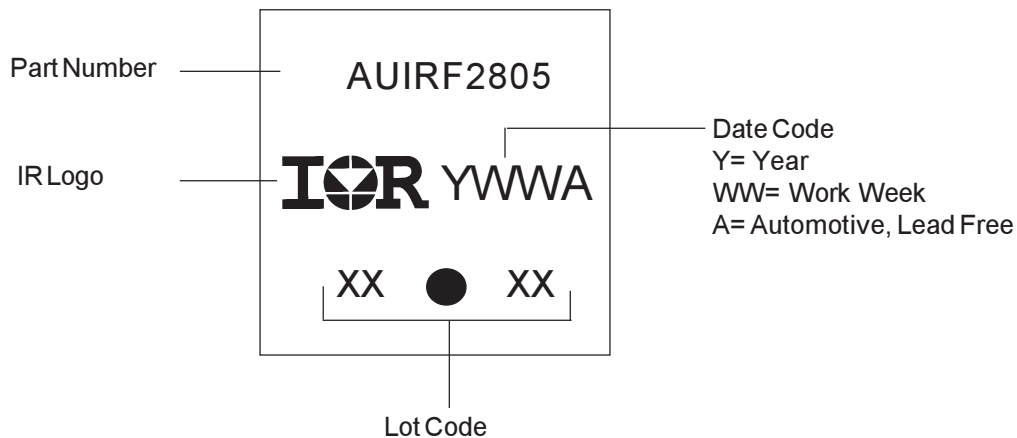 Part Number
AUIRF2805
IR Logo
IOR YWWA
Date Code
Y= Year
WW= Work Week
A= Automotive, Lead Free
XX XX
Lot Code